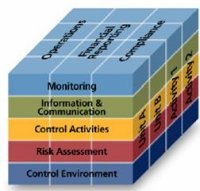 Operations
Financial
Reporting
Compliance
Monitoring
Information &
Communication
Control Activities
Risk Assessment
Control Environment
Unit A
Unit B
Activity 1
Activity 2